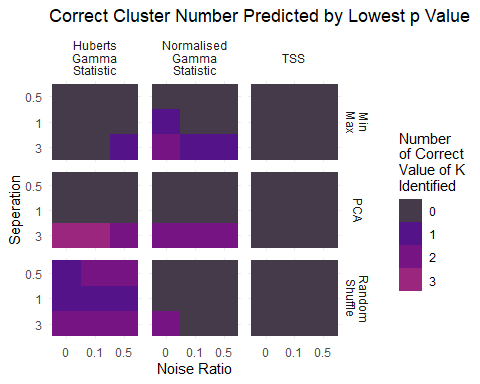 Correct Cluster Number Predicted by Lowest p Value
Huberts
Gamma
Statistic
Normalised
Gamma
Statistic
TSS
0.5
1
3
Min
Max
0.5
1
3
PCA
0.5
1
3
Random
Shuffle
Seperation
0 0.1 0.5
0 0.1 0.5
0 0.1 0.5
Noise Ratio
Number
of Correct
Value of K
Identified
0
1
2
3